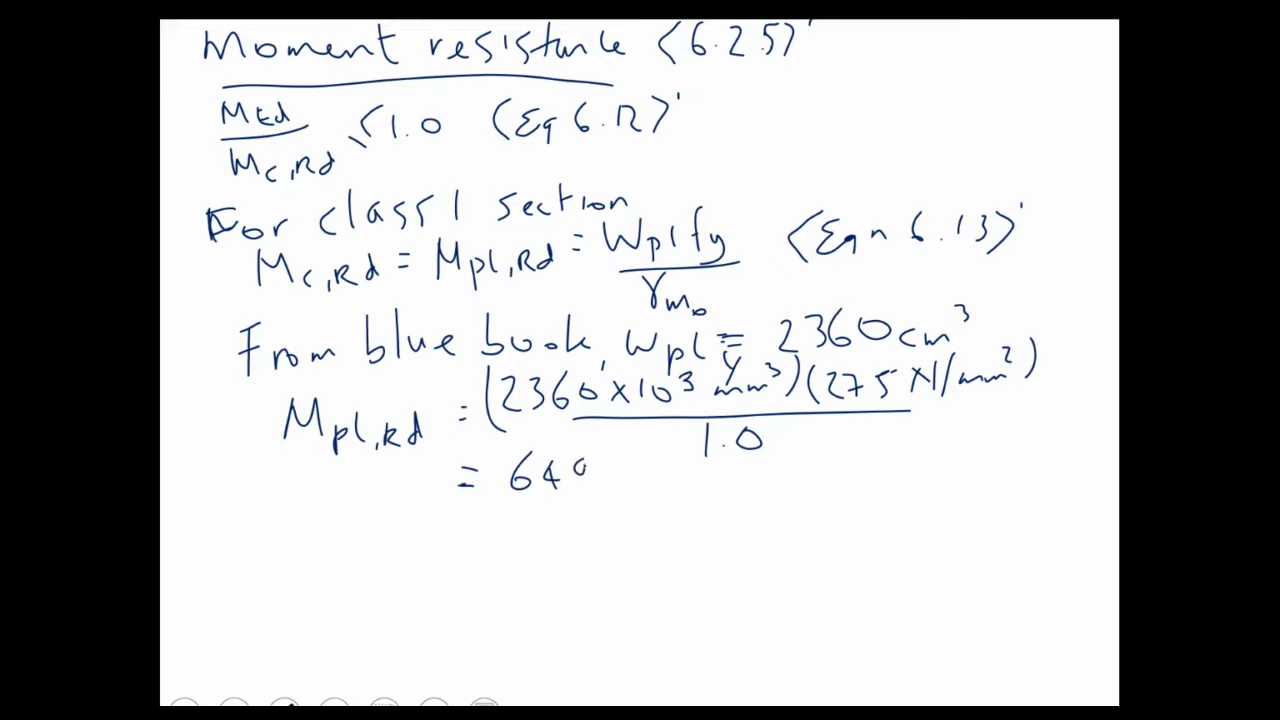 Moment resistance <6.2.5>'
MEd / Mc,Rd ≤ 1.0 <Eq 6.12>'
For class 1 section
Mc,Rd = Mpl,Rd = Wpl fy / γm0 <Eqn 6.13>'
From blue book, Wpl,y = 2360 cm³
Mpl,Rd = (2360 × 10³ mm³)(275 N/mm²) / 1.0
= 64